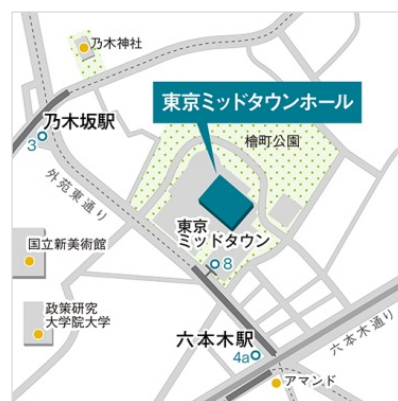 乃木神社
東京ミッドタウンホール
乃木坂駅
3
檜町公園
外苑東通り
東京
ミッドタウン
国立新美術館
8
政策研究
大学院大学
六本木駅
4a
六本木通り
アマンド